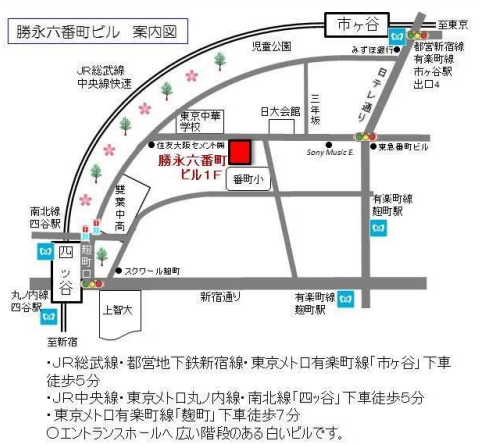 勝永六番町ビル 案内図
市ヶ谷
至東京
児童公園
みずほ銀行
都営新宿線
有楽町線
市ヶ谷駅
出口4
JR総武線
中央線快速
日テレ通り
三年坂
日大会館
東京中華
学校
住友大阪セメント㈱
Sony Music E.
東急番町ビル
勝永六番町
ビル1F
番町小
雙葉中高
有楽町線
麹町駅
南北線
四谷駅
麹町口
四ッ谷
スクワール麹町
丸ノ内線
四谷駅
上智大
新宿通り
有楽町線
麹町駅
至新宿
・JR総武線・都営地下鉄新宿線・東京メトロ有楽町線「市ヶ谷」下車
徒歩5分
・JR中央線・東京メトロ丸ノ内線・南北線「四ッ谷」下車徒歩5分
・東京メトロ有楽町線「麹町」下車徒歩7分
○エントランスホールへ広い階段のある白いビルです。